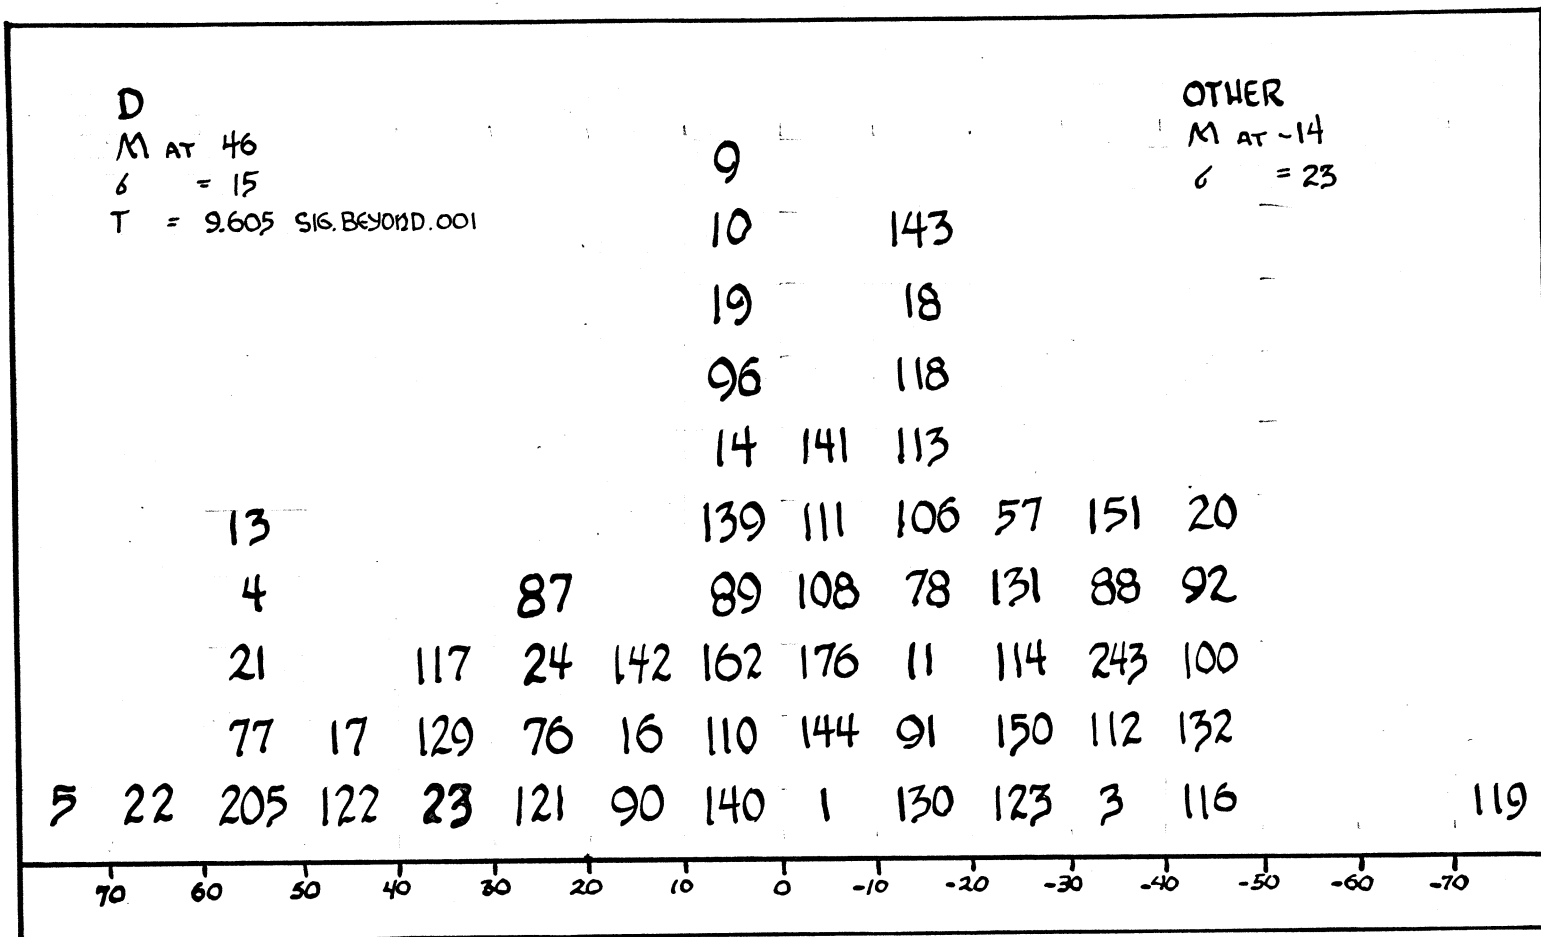 D
M AT 46
σ = 15
T = 9.605 SIG. BEYOND .001
OTHER
M AT -14
σ = 23
9
10 143
19 18
96 118
14 141 113
13 139 111 106 57 151 20
4 87 89 108 78 131 88 92
21 117 24 142 162 176 11 114 243 100
77 17 129 76 16 110 144 91 150 112 132
5 22 205 122 23 121 90 140 1 130 123 3 116 119
70 60 50 40 30 20 10 0 -10 -20 -30 -40 -50 -60 -70